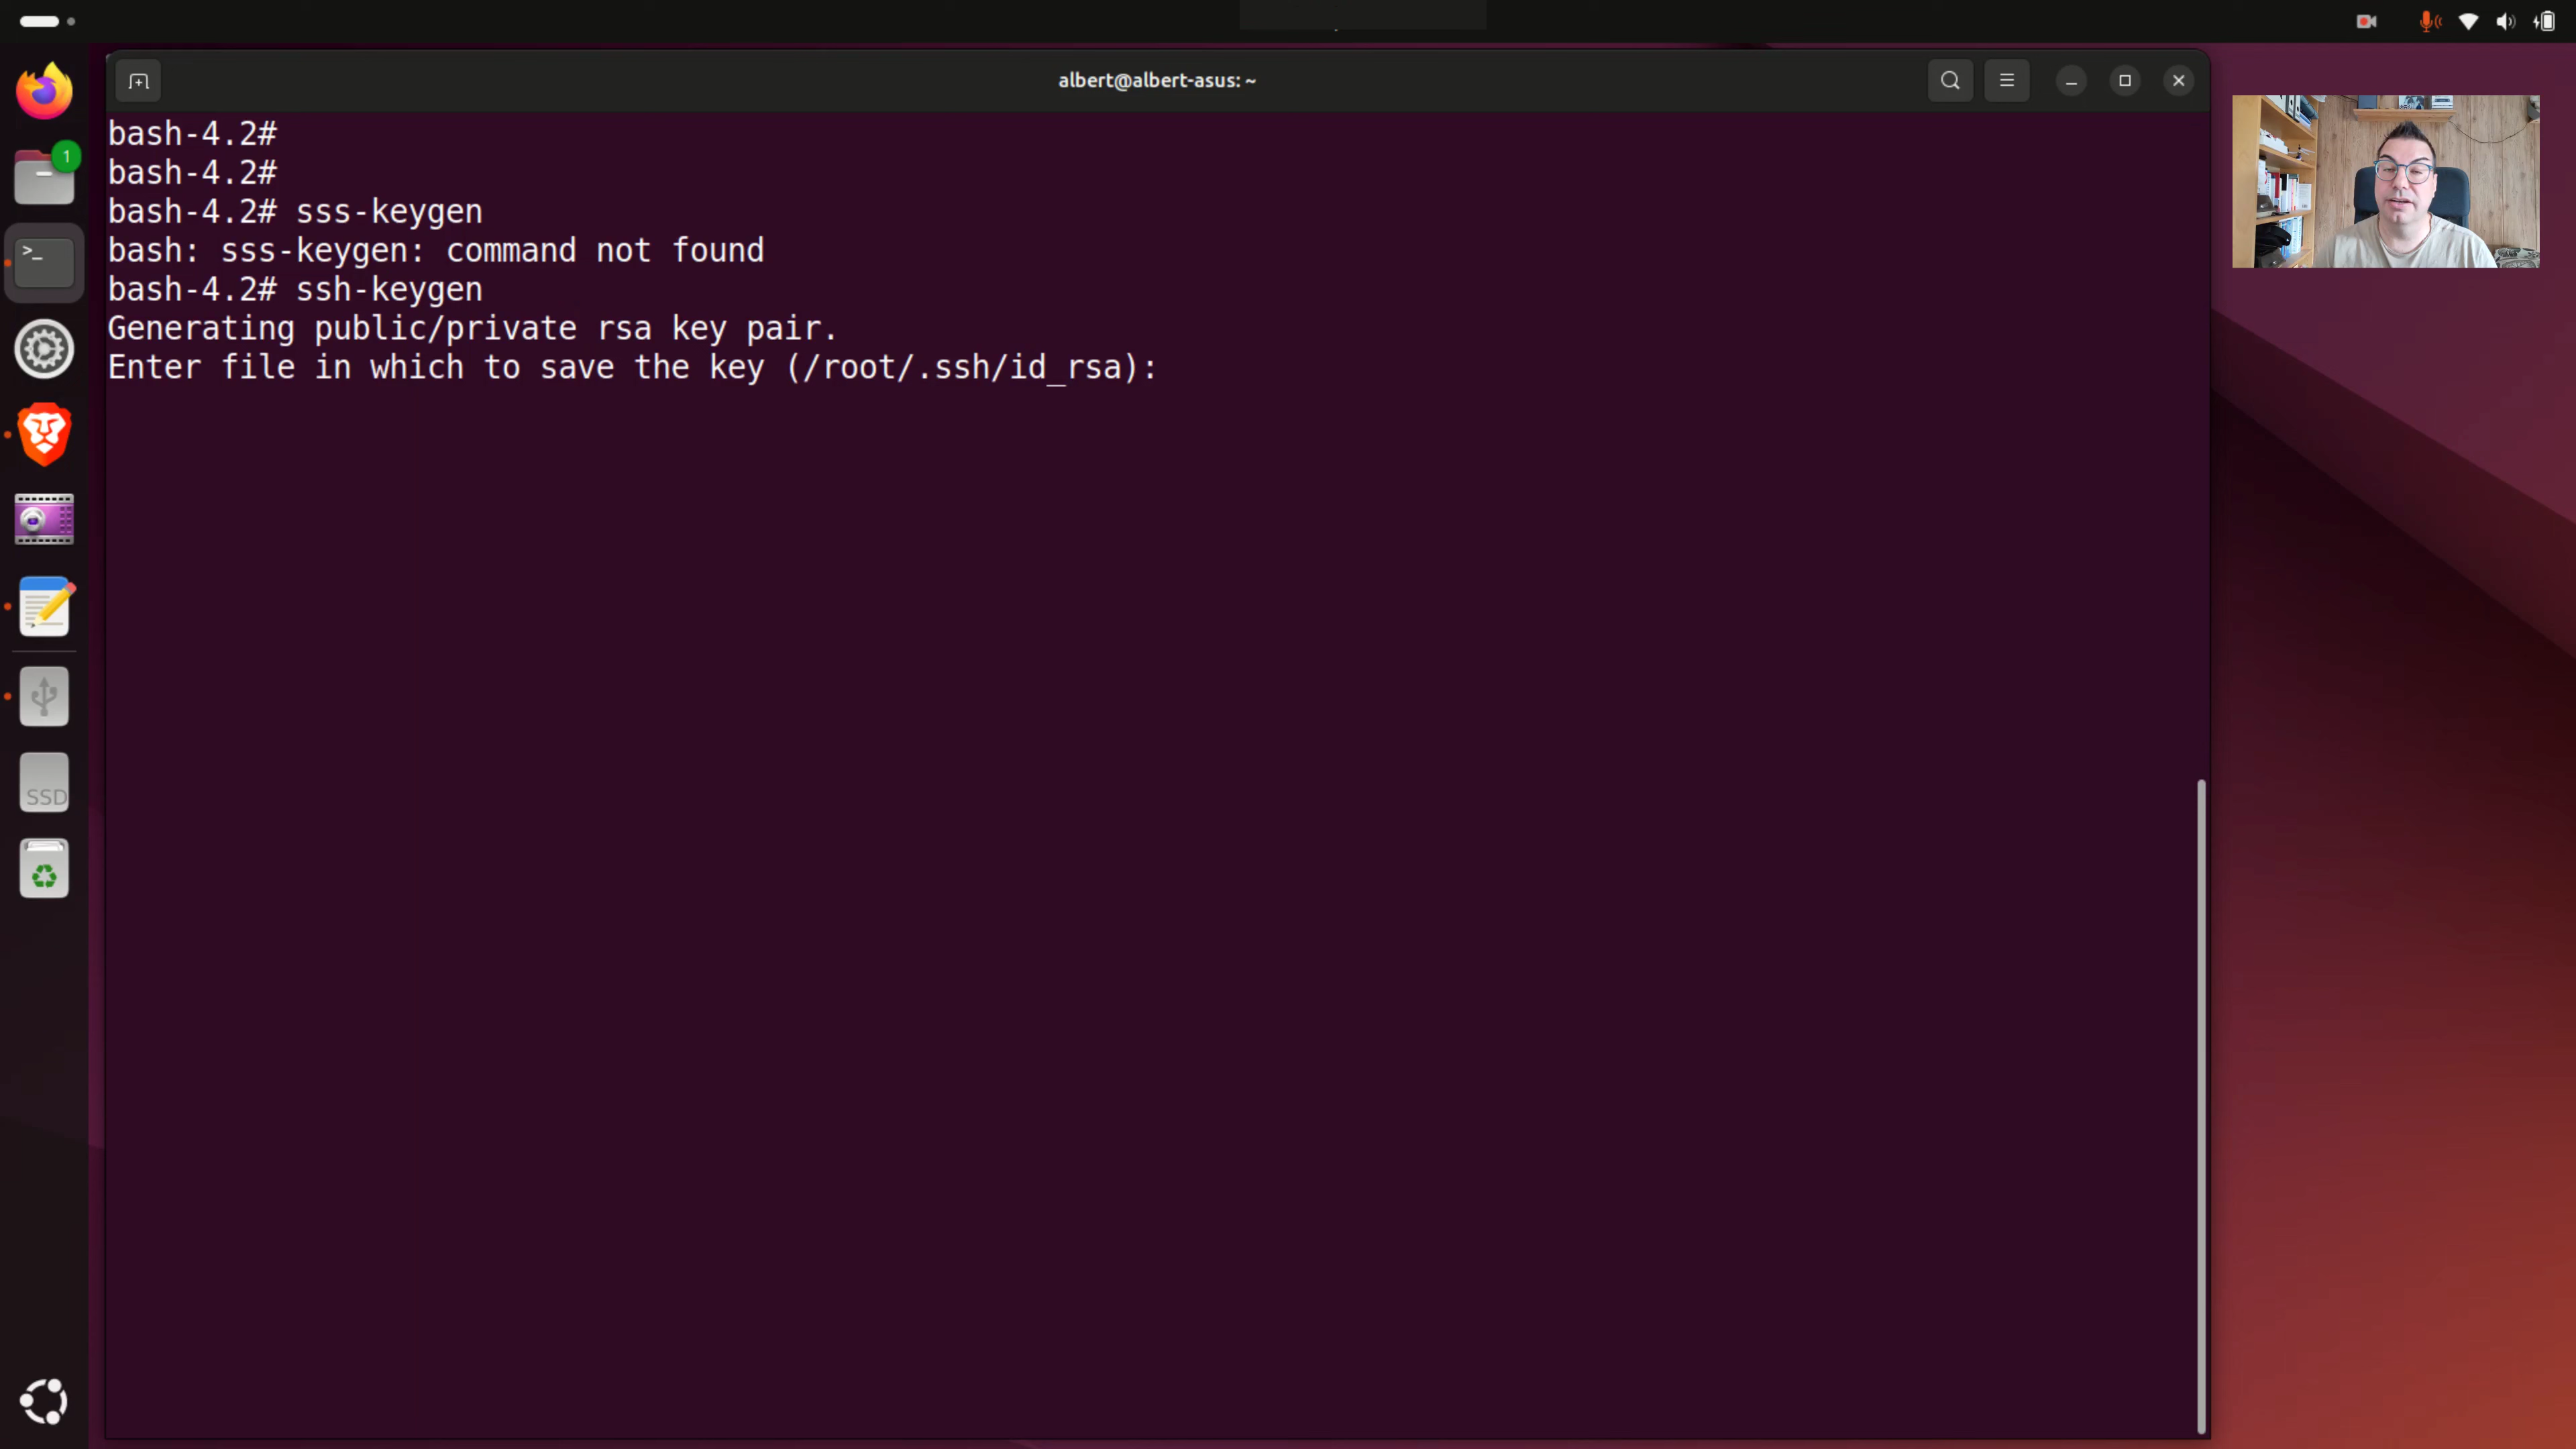 albert@albert-asus: ~
bash-4.2#
bash-4.2#
bash-4.2# sss-keygen
bash: sss-keygen: command not found
bash-4.2# ssh-keygen
Generating public/private rsa key pair.
Enter file in which to save the key (/root/.ssh/id_rsa):
1
>_
SSD